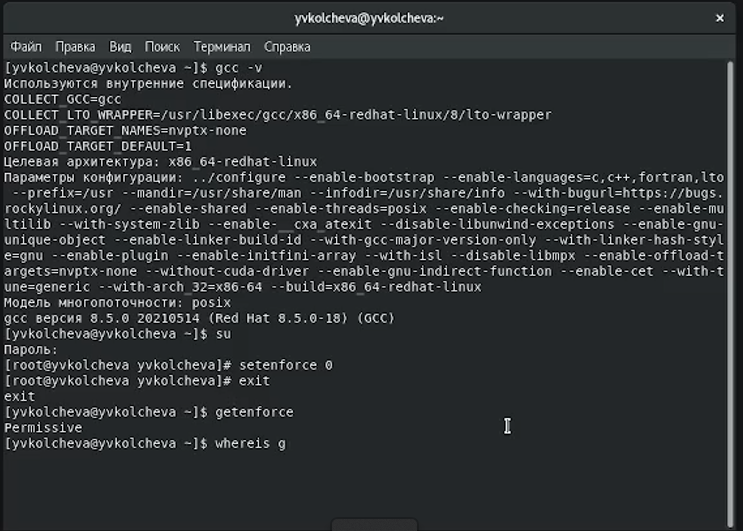 yvkolcheva@yvkolcheva:~
×
Файл Правка Вид Поиск Терминал Справка
[yvkolcheva@yvkolcheva ~]$ gcc -v
Используются внутренние спецификации.
COLLECT_GCC=gcc
COLLECT_LTO_WRAPPER=/usr/libexec/gcc/x86_64-redhat-linux/8/lto-wrapper
OFFLOAD_TARGET_NAMES=nvptx-none
OFFLOAD_TARGET_DEFAULT=1
Целевая архитектура: x86_64-redhat-linux
Параметры конфигурации: ../configure --enable-bootstrap --enable-languages=c,c++,fortran,lto
--prefix=/usr --mandir=/usr/share/man --infodir=/usr/share/info --with-bugurl=https://bugs.
rockylinux.org/ --enable-shared --enable-threads=posix --enable-checking=release --enable-mu
ltilib --with-system-zlib --enable-__cxa_atexit --disable-libunwind-exceptions --enable-gnu-
unique-object --enable-linker-build-id --with-gcc-major-version-only --with-linker-hash-styl
e=gnu --enable-plugin --enable-initfini-array --with-isl --disable-libmpx --enable-offload-t
argets=nvptx-none --without-cuda-driver --enable-gnu-indirect-function --enable-cet --with-t
une=generic --with-arch_32=x86-64 --build=x86_64-redhat-linux
Модель многопоточности: posix
gcc версия 8.5.0 20210514 (Red Hat 8.5.0-18) (GCC)
[yvkolcheva@yvkolcheva ~]$ su
Пароль:
[root@yvkolcheva yvkolcheva]# setenforce 0
[root@yvkolcheva yvkolcheva]# exit
exit
[yvkolcheva@yvkolcheva ~]$ getenforce
Permissive
[yvkolcheva@yvkolcheva ~]$ whereis g